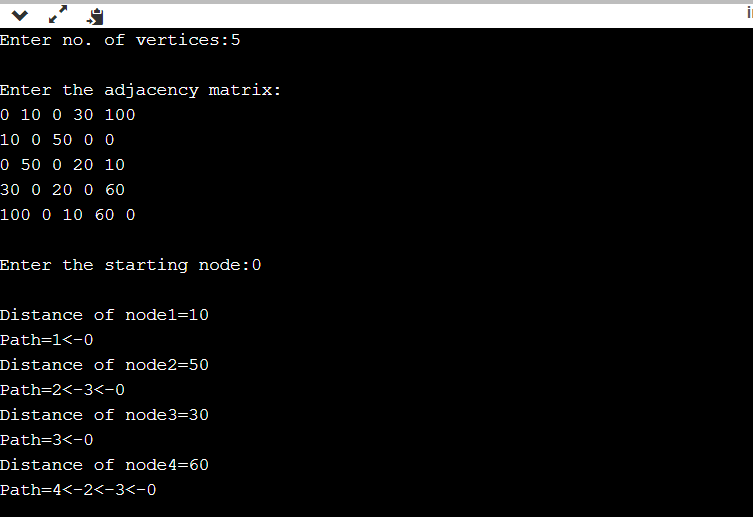 Enter no. of vertices:5
Enter the adjacency matrix:
0 10 0 30 100
10 0 50 0 0
0 50 0 20 10
30 0 20 0 60
100 0 10 60 0
Enter the starting node:0
Distance of node1=10
Path=1<-0
Distance of node2=50
Path=2<-3<-0
Distance of node3=30
Path=3<-0
Distance of node4=60
Path=4<-2<-3<-0